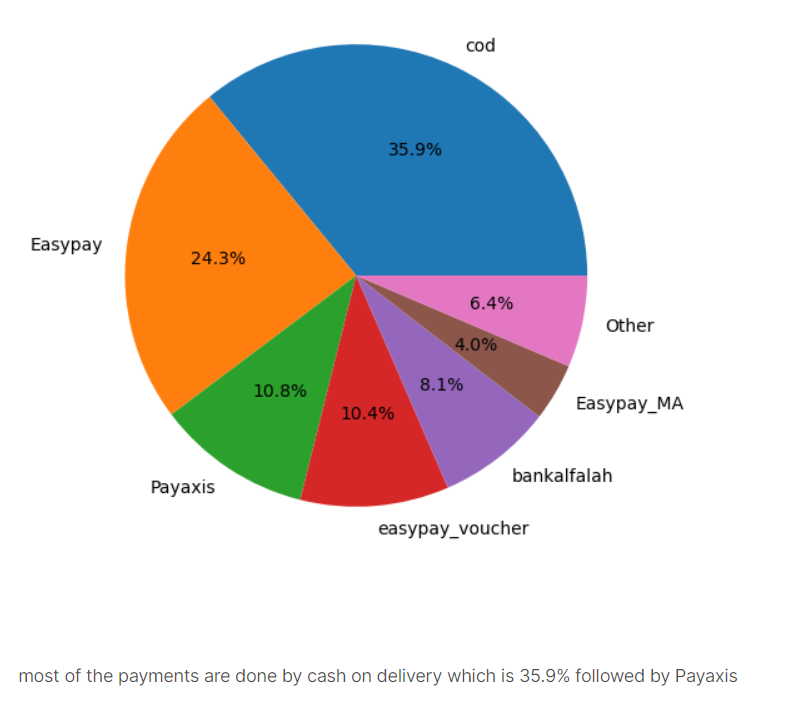 cod
35.9%
Easypay
24.3%
6.4%
Other
4.0%
8.1%
10.8%
Easypay_MA
10.4%
bankalfalah
Payaxis
easypay_voucher
most of the payments are done by cash on delivery which is 35.9% followed by Payaxis